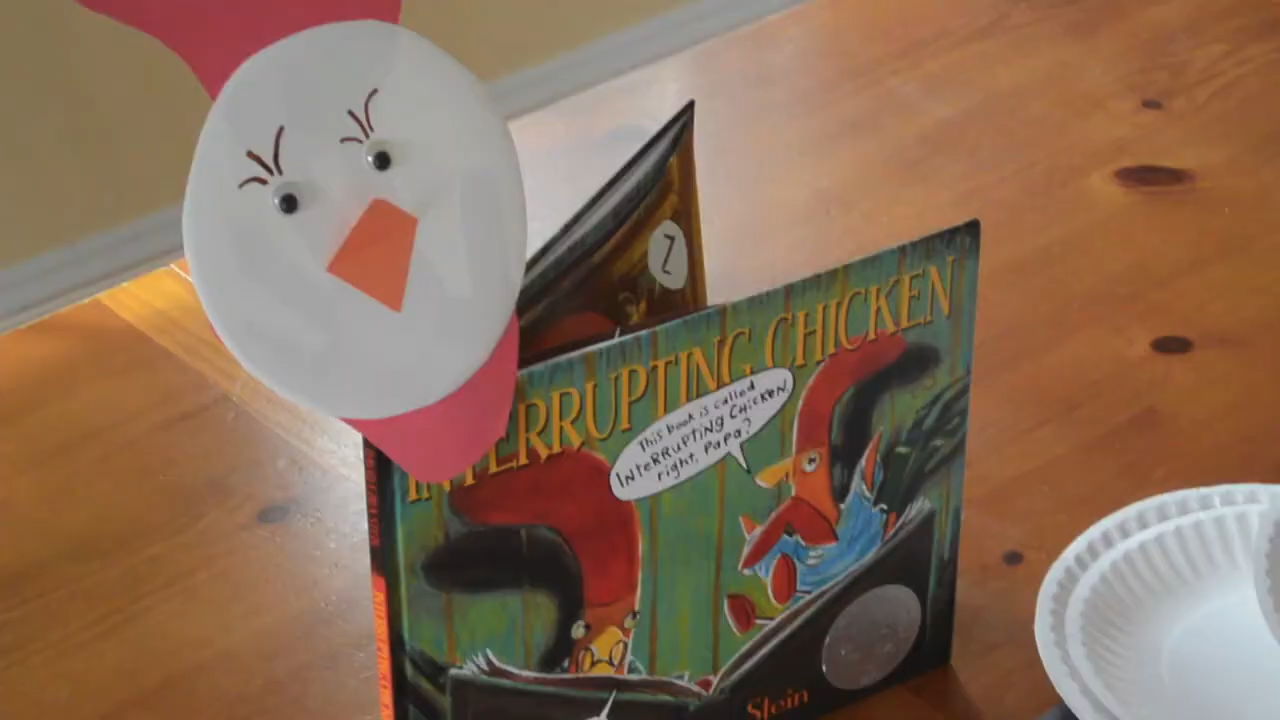 INTERRUPTING CHICKEN
This book is called
INTERRUPTING CHICKEN,
right, Papa?
Stein
Z